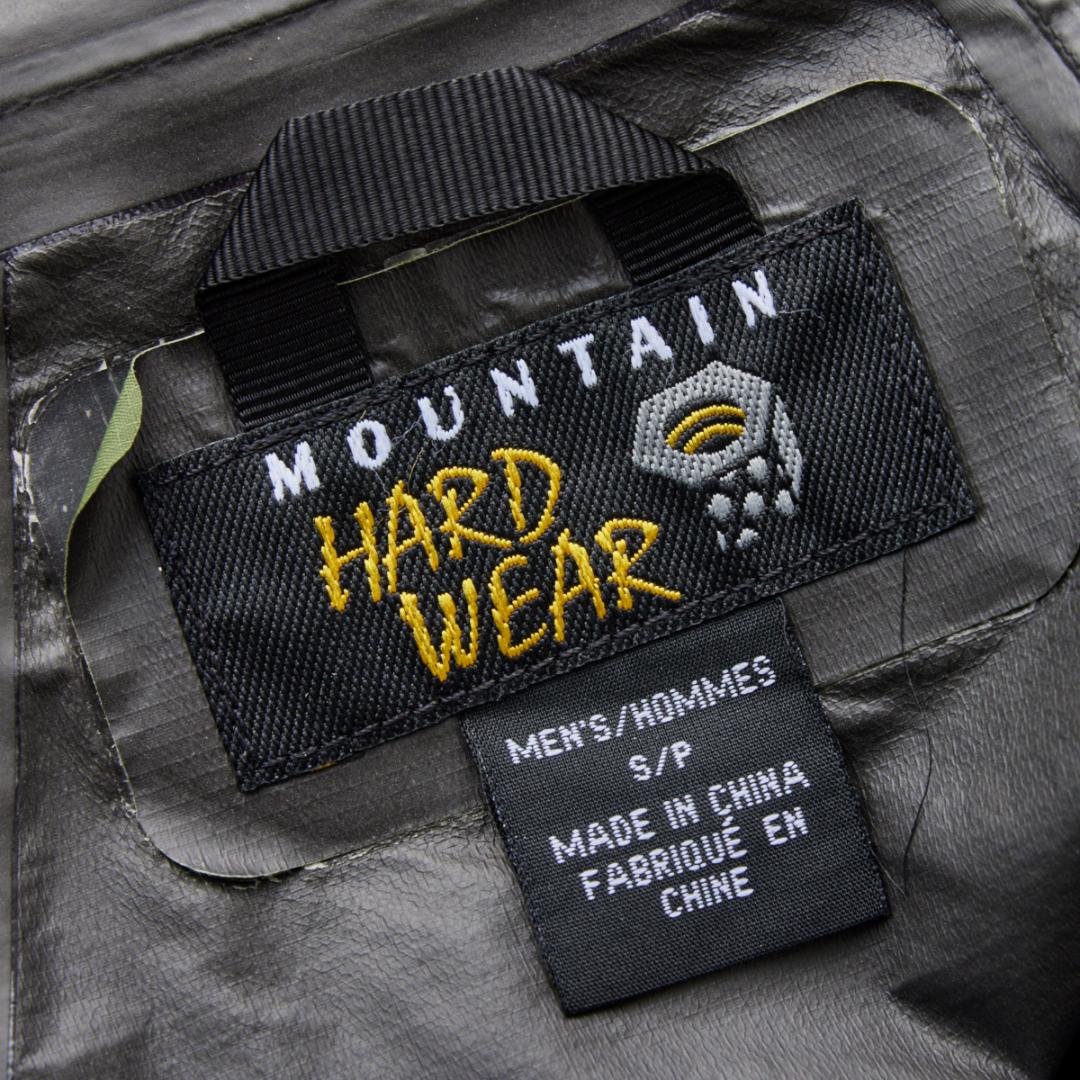 MOUNTAIN
HARD
WEAR
MEN'S/HOMMES
S/P
MADE IN CHINA
FABRIQUÉ EN
CHINE